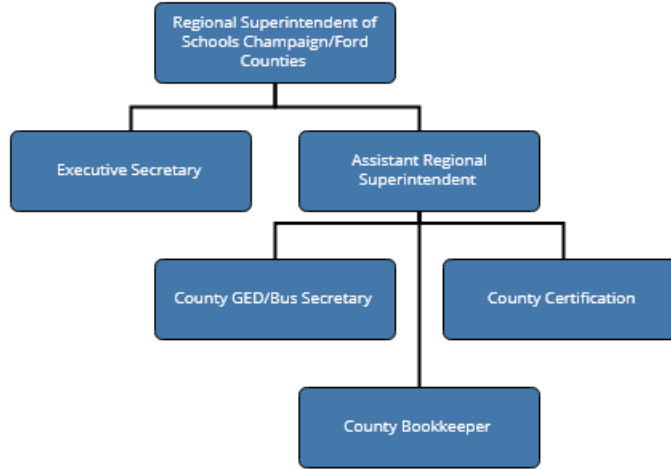 Regional Superintendent of
Schools Champaign/Ford
Counties
Executive Secretary
Assistant Regional
Superintendent
County GED/Bus Secretary
County Certification
County Bookkeeper